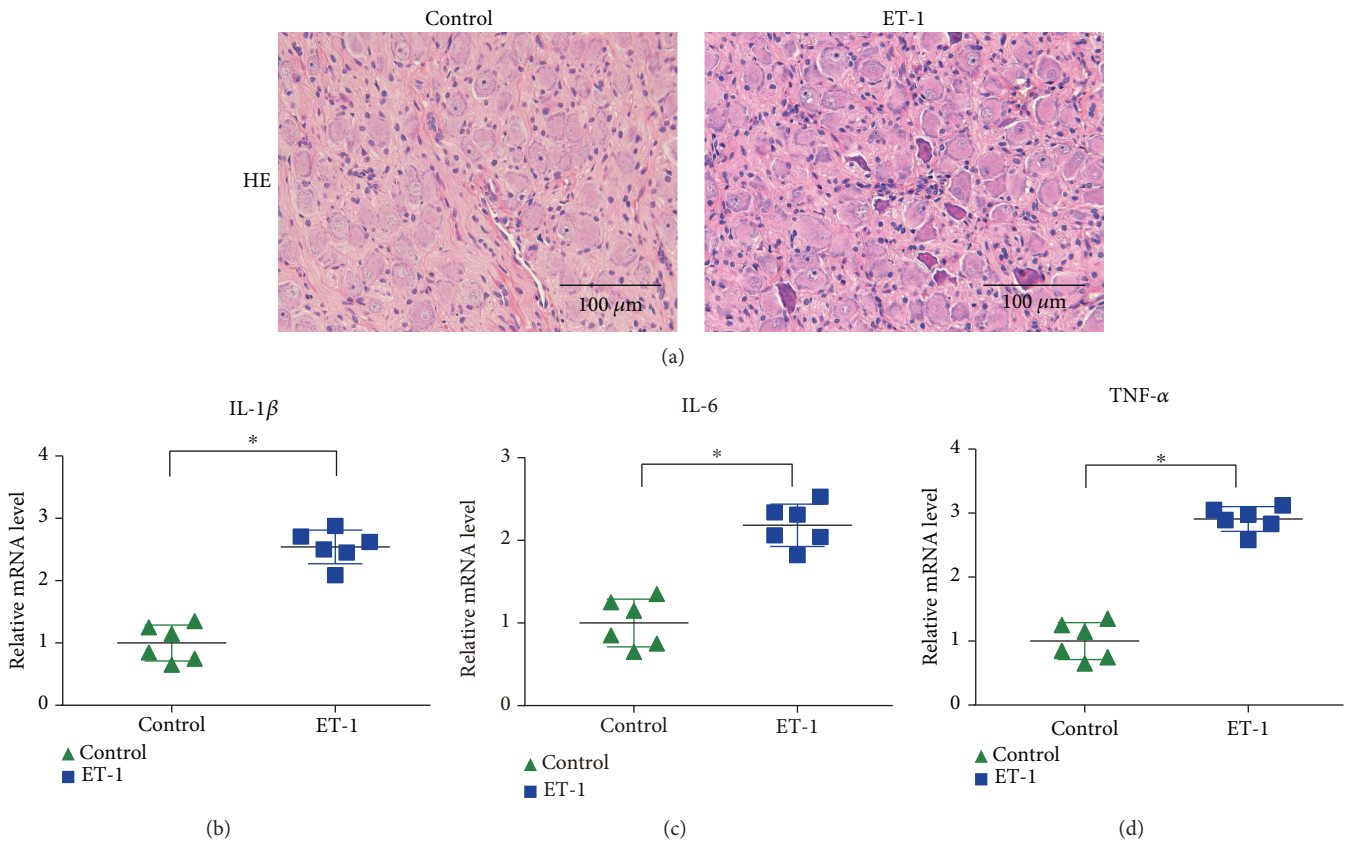 Control
ET-1
HE
100 μm
100 μm
(a)
IL-1β
*
Relative mRNA level
4
3
2
1
0
Control
ET-1
Control
ET-1
(b)
IL-6
*
Relative mRNA level
3
2
1
0
Control
ET-1
Control
ET-1
(c)
TNF-α
*
Relative mRNA level
4
3
2
1
0
Control
ET-1
Control
ET-1
(d)